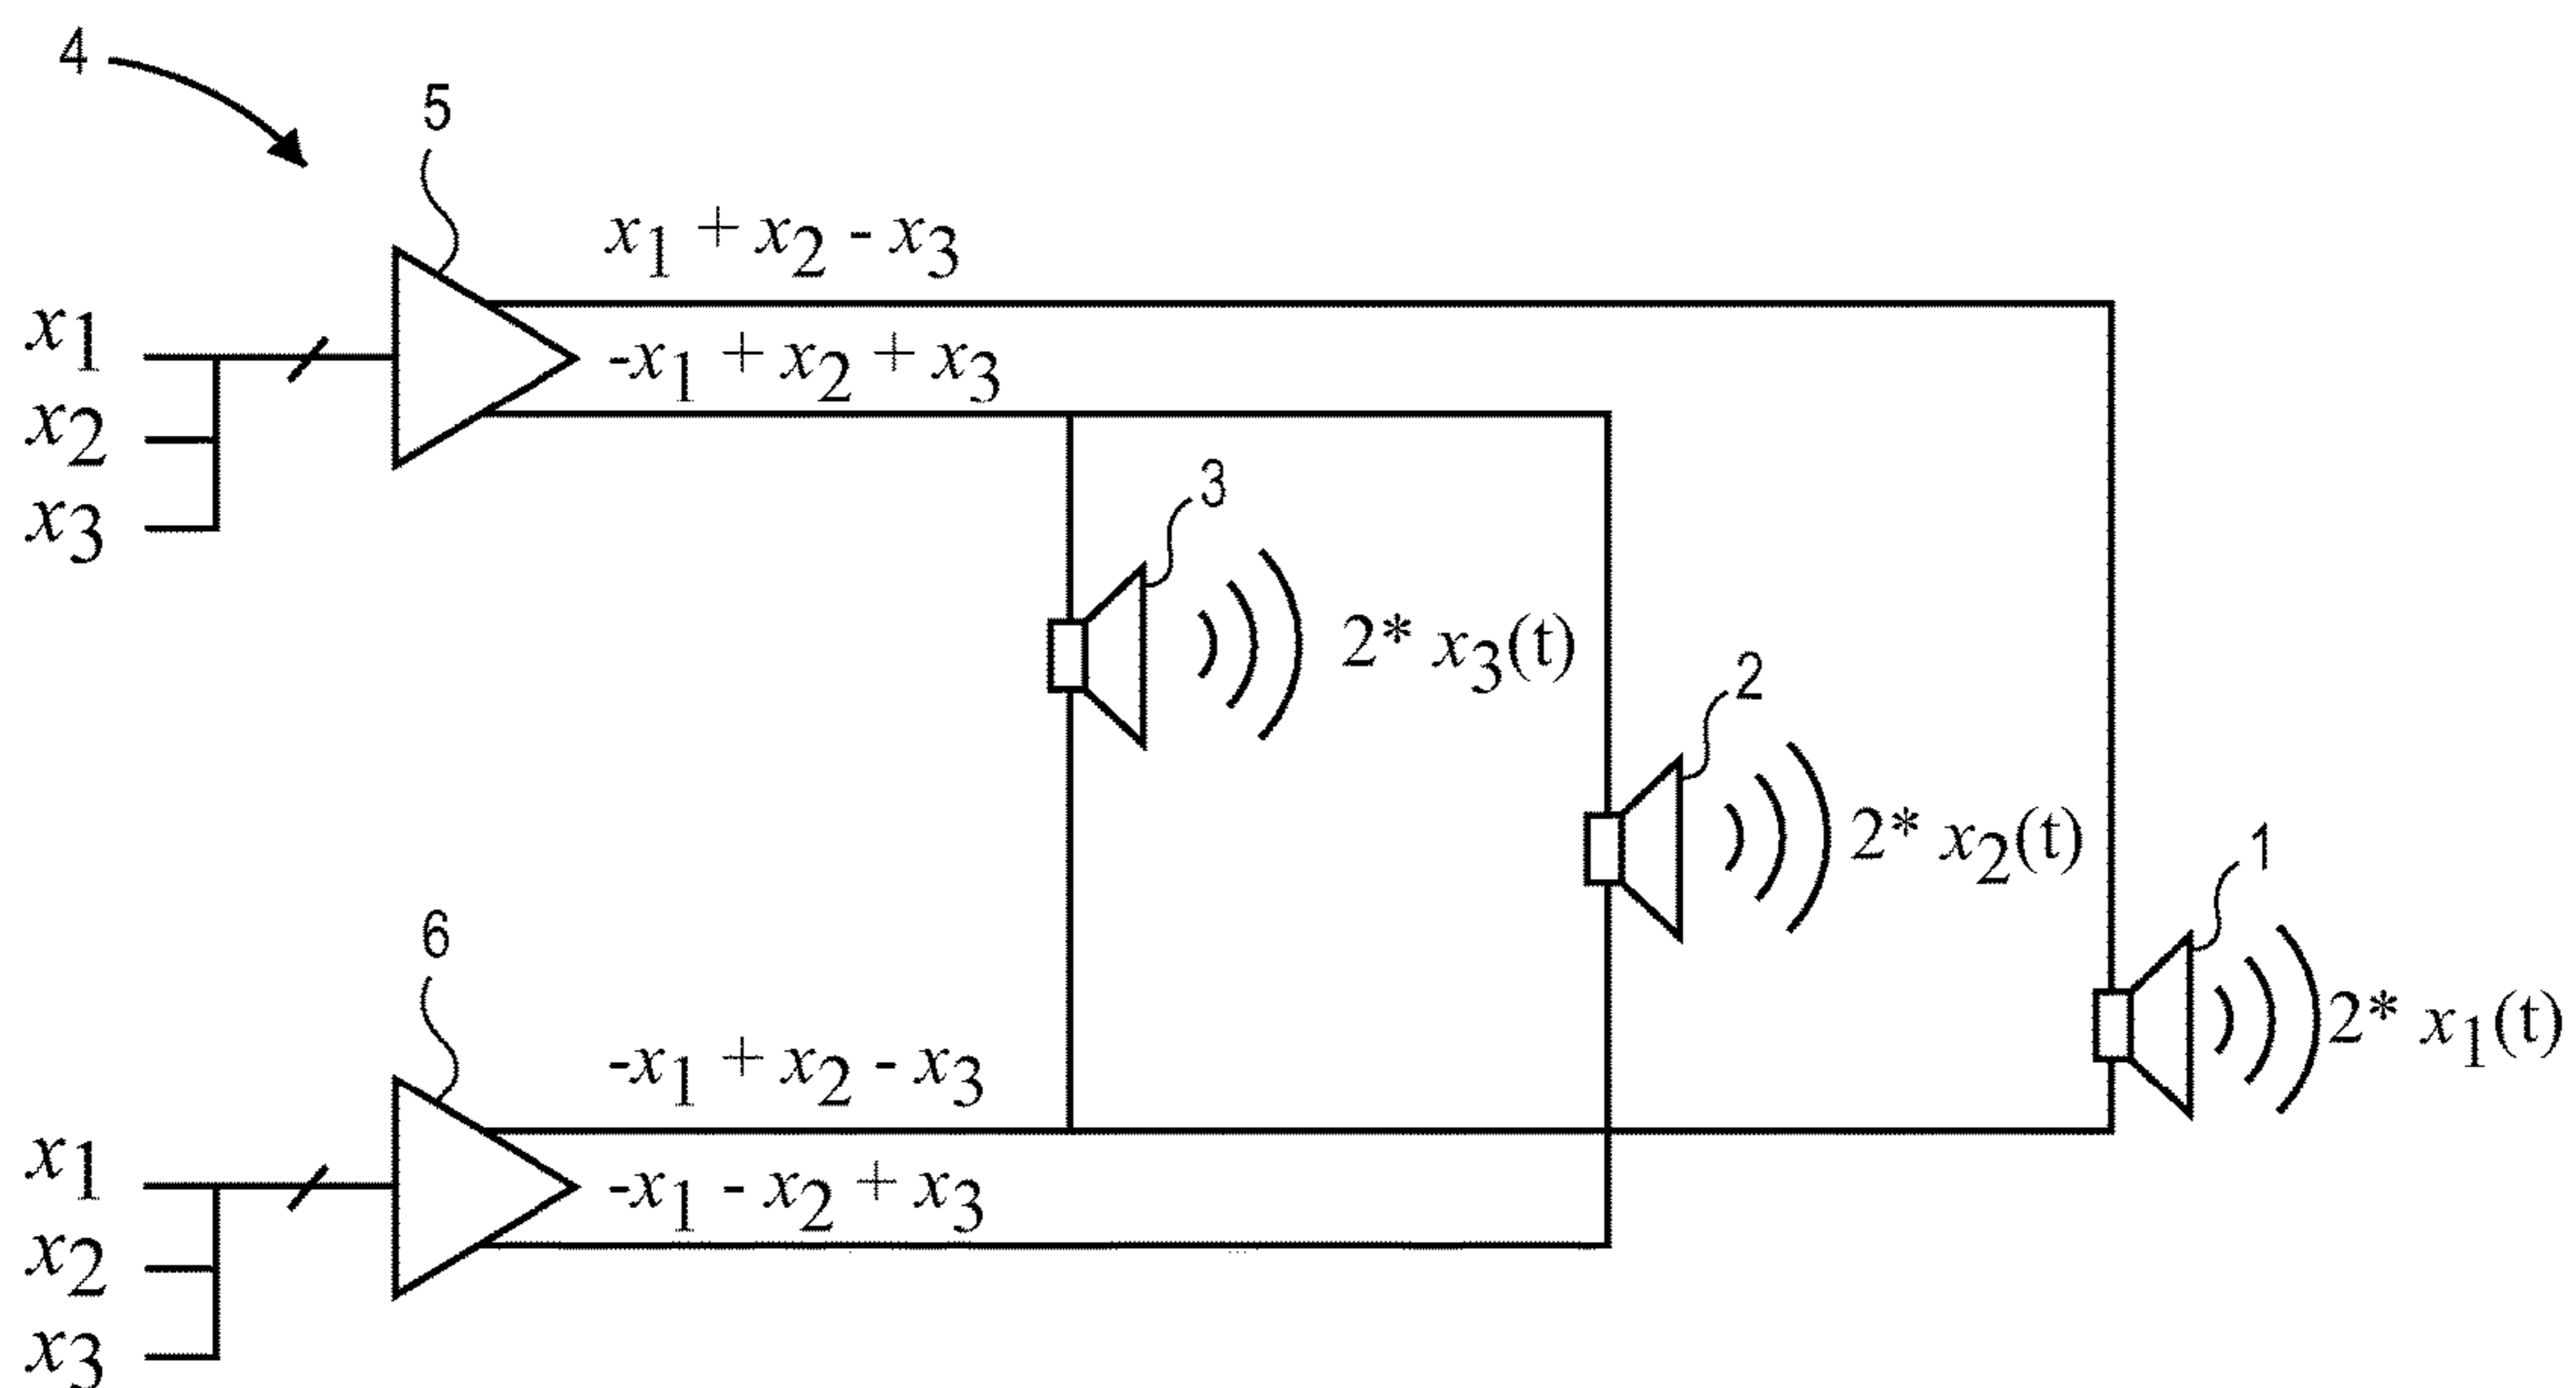 4
5
x1 + x2 - x3
x1
-x1 + x2 + x3
x2
x3
3
2* x3(t)
2
2* x2(t)
1
2* x1(t)
6
-x1 + x2 - x3
x1
-x1 - x2 + x3
x2
x3